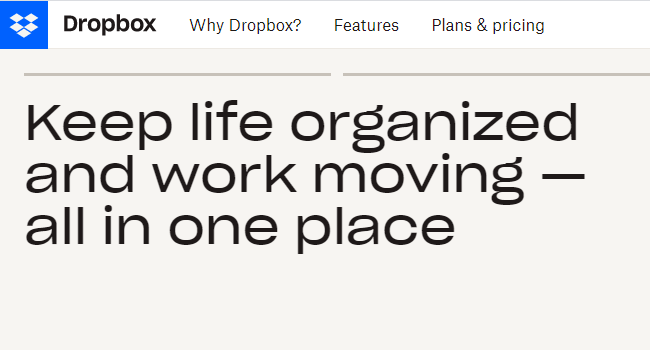 Dropbox Why Dropbox? Features Plans & pricing
Keep life organized
and work moving —
all in one place